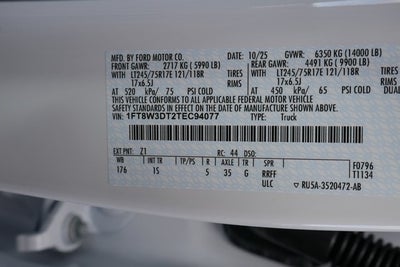 MFD. BY FORD MOTOR CO. 10/25 GVWR: 6350 KG (14000 LB)
FRONT GAWR: 2717 KG (5990 LB) REAR GAWR: 4491 KG (9900 LB)
LT245/75R17E 121/118R TIRES LT245/75R17E 121/118R TIRES
17x6.5J RIMS 17x6.5J RIMS
AT 520 kPa/ 75 PSI COLD AT 450 kPa/ 65 PSI COLD DUAL
THIS VEHICLE CONFORMS TO ALL APPLICABLE
FEDERAL MOTOR VEHICLE SAFETY STANDARDS IN EFFECT ON THE DATE OF
MANUFACTURE SHOWN ABOVE.
VIN: 1FT8W3DT2TEC94077 TYPE: Truck
EXT PNT: Z1 RC: 44 DSO: F0796
WB INT TR TP/PS R AXLE TR SPR T1134
176 1S 5 35 G RRFF
ULC RU5A-3520472-AB